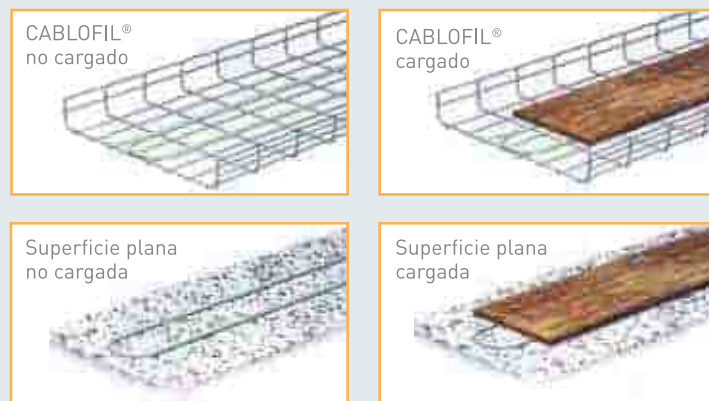 CABLOFIL®
no cargado
CABLOFIL®
cargado
Superficie plana
no cargada
Superficie plana
cargada